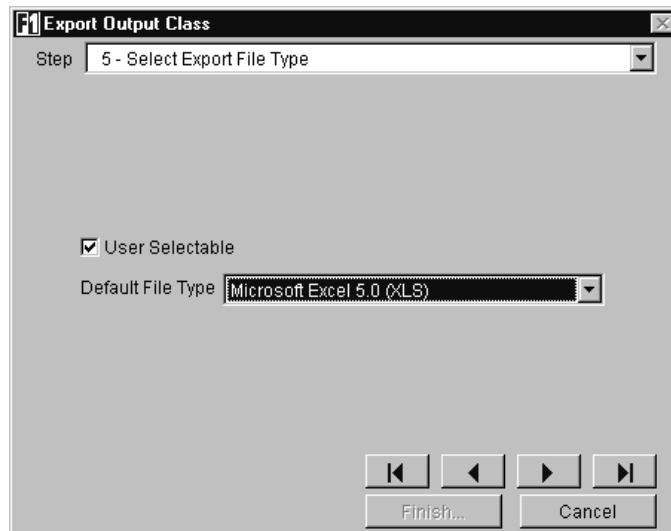 F1 Export Output Class
Step 5 - Select Export File Type
User Selectable
Default File Type Microsoft Excel 5.0 (XLS)
Finish... Cancel